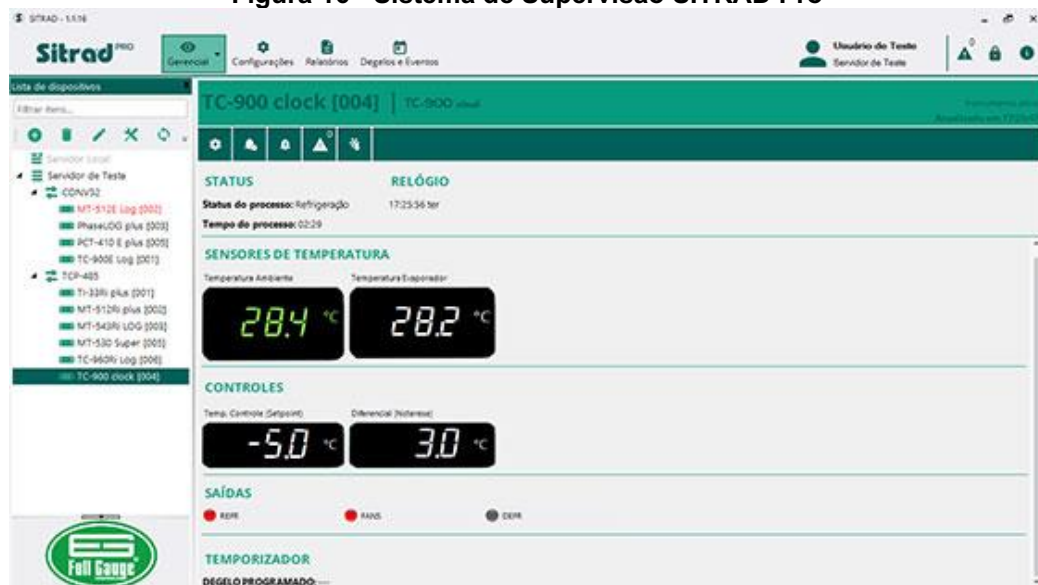 Figura 16 - Sistema de Supervisão SITRAD Pro
SITRAD - 1.1.16
Sitrad PRO
Gerencial
Configurações
Relatórios
Degelos e Eventos
Usuário de Teste
Servidor de Teste
0
Lista de dispositivos
Filtrar itens...
TC-900 clock [004] | TC-900 clock
0
Servidor Local
Servidor de Teste
CONV32
MT-512E Log [002]
PhaseLOG plus [003]
PCT-410 E plus [005]
TC-900E Log [001]
TCP-485
TI-33Ri plus [001]
MT-512Ri plus [002]
MT-543Ri LOG [003]
MT-530 Super [005]
TC-960Ri Log [006]
TC-900 clock [004]
STATUS
RELÓGIO
Status do processo: Refrigeração
17:25:36 ter
Tempo do processo: 02:29
SENSORES DE TEMPERATURA
Temperatura Ambiente
Temperatura Evaporador
28.4 °C
28.2 °C
CONTROLES
Temp. Controle (Setpoint)
Diferencial (histerese)
-5.0 °C
3.0 °C
SAÍDAS
REFR
FANS
DEFR
TEMPORIZADOR
DEGELO PROGRAMADO: ---
Full Gauge